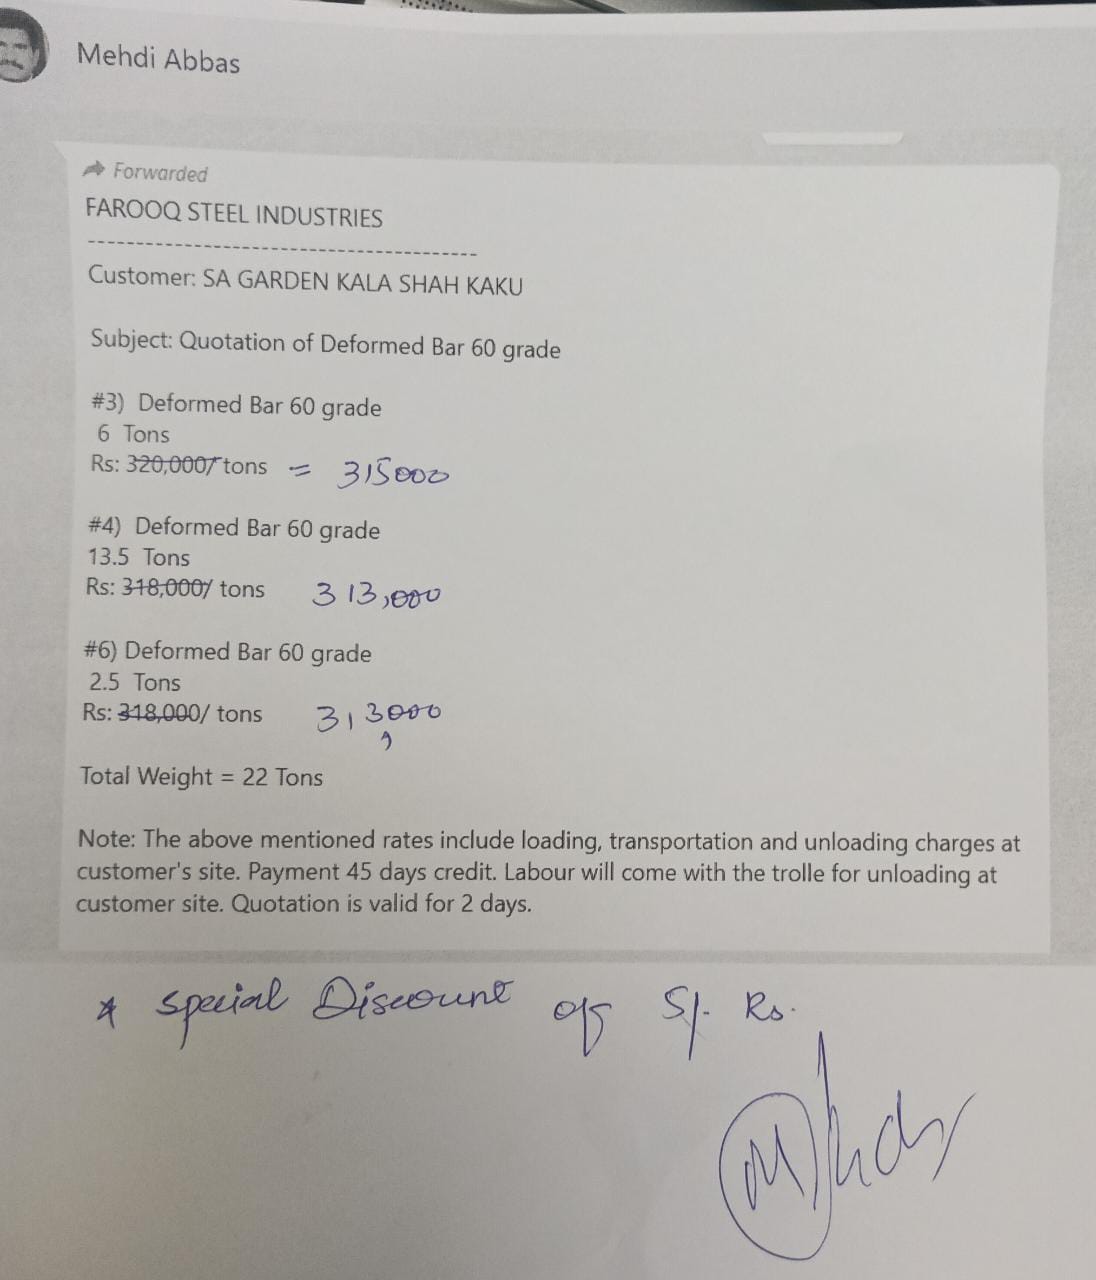 Mehdi Abbas
Forwarded
FAROOQ STEEL INDUSTRIES
----------------------------------------
Customer: SA GARDEN KALA SHAH KAKU
Subject: Quotation of Deformed Bar 60 grade
#3) Deformed Bar 60 grade
6 Tons
Rs: 320,000/ tons = 315000
#4) Deformed Bar 60 grade
13.5 Tons
Rs: 318,000/ tons 313,000
#6) Deformed Bar 60 grade
2.5 Tons
Rs: 318,000/ tons 313,000
Total Weight = 22 Tons
Note: The above mentioned rates include loading, transportation and unloading charges at
customer's site. Payment 45 days credit. Labour will come with the trolle for unloading at
customer site. Quotation is valid for 2 days.
* Special Discount of 5/- Rs.